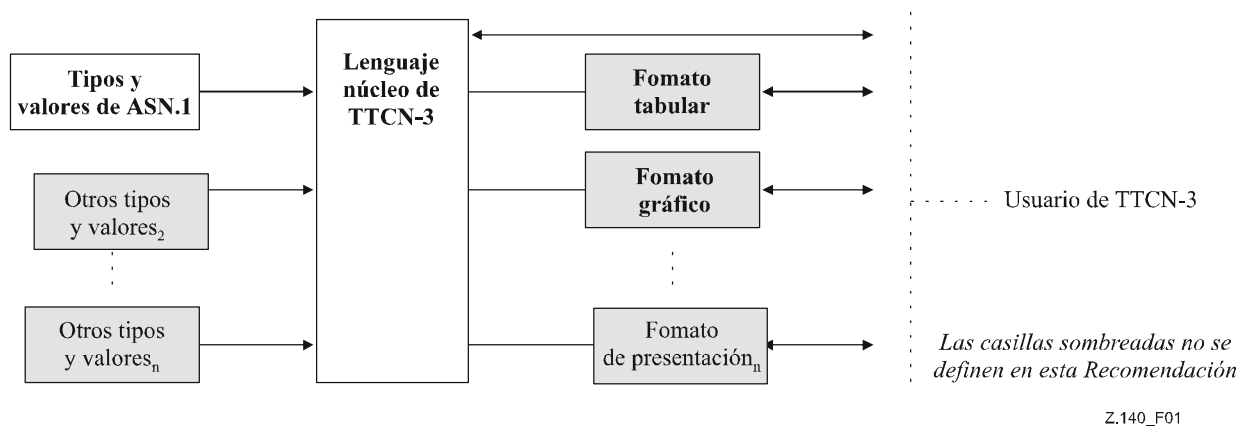 Tipos y
valores de ASN.1
Lenguaje
núcleo de
TTCN-3
Fomato
tabular
Otros tipos
y valores₂
Fomato
gráfico
Usuario de TTCN-3
Otros tipos
y valoresₙ
Fomato
de presentaciónₙ
Las casillas sombreadas no se
definen en esta Recomendación
Z.140_F01